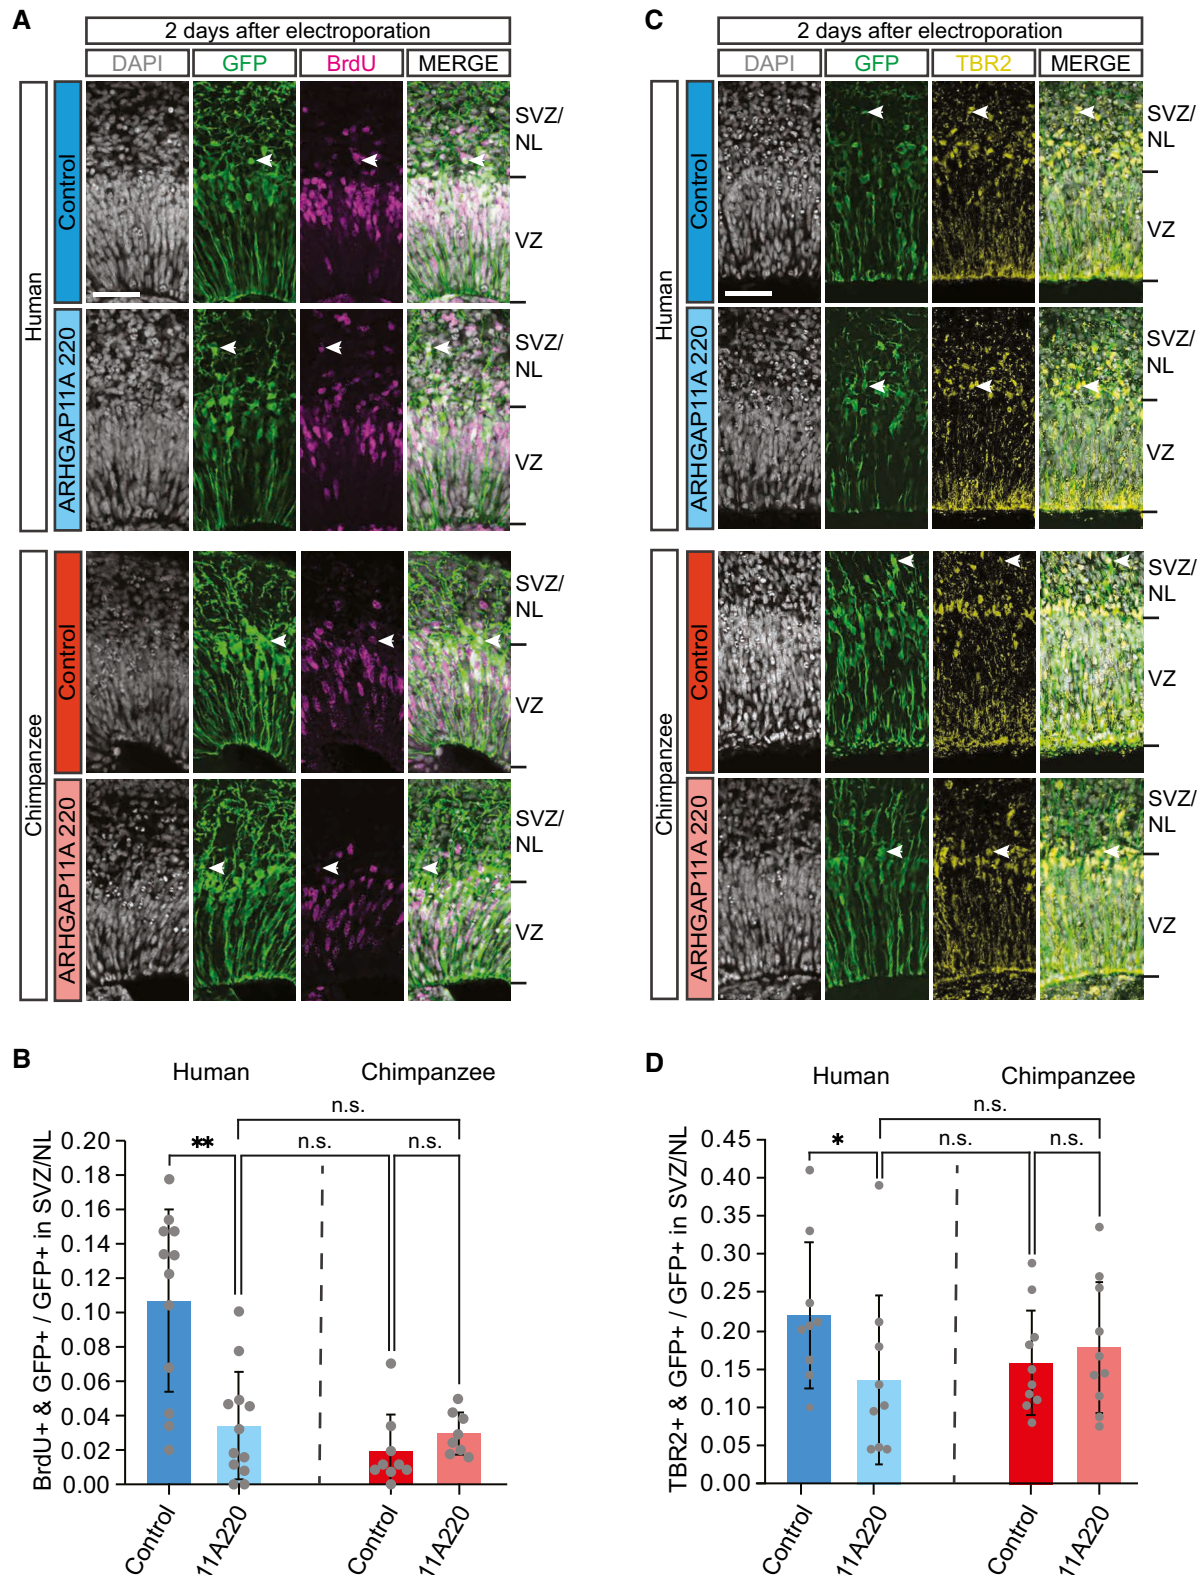 A
2 days after electroporation
DAPI GFP BrdU MERGE
Human
Control
SVZ/
NL
VZ
ARHGAP11A 220
SVZ/
NL
VZ
Chimpanzee
Control
SVZ/
NL
VZ
ARHGAP11A 220
SVZ/
NL
VZ
C
2 days after electroporation
DAPI GFP TBR2 MERGE
Human
Control
SVZ/
NL
VZ
ARHGAP11A 220
SVZ/
NL
VZ
Chimpanzee
Control
SVZ/
NL
VZ
ARHGAP11A 220
SVZ/
NL
VZ
B
Human Chimpanzee
n.s.
** n.s. n.s.
BrdU+ & GFP+ / GFP+ in SVZ/NL
0.20
0.18
0.16
0.14
0.12
0.10
0.08
0.06
0.04
0.02
0.00
Control 11A220 Control 11A220
D
Human Chimpanzee
n.s.
* n.s. n.s.
TBR2+ & GFP+ / GFP+ in SVZ/NL
0.45
0.40
0.35
0.30
0.25
0.20
0.15
0.10
0.05
0.00
Control 11A220 Control 11A220